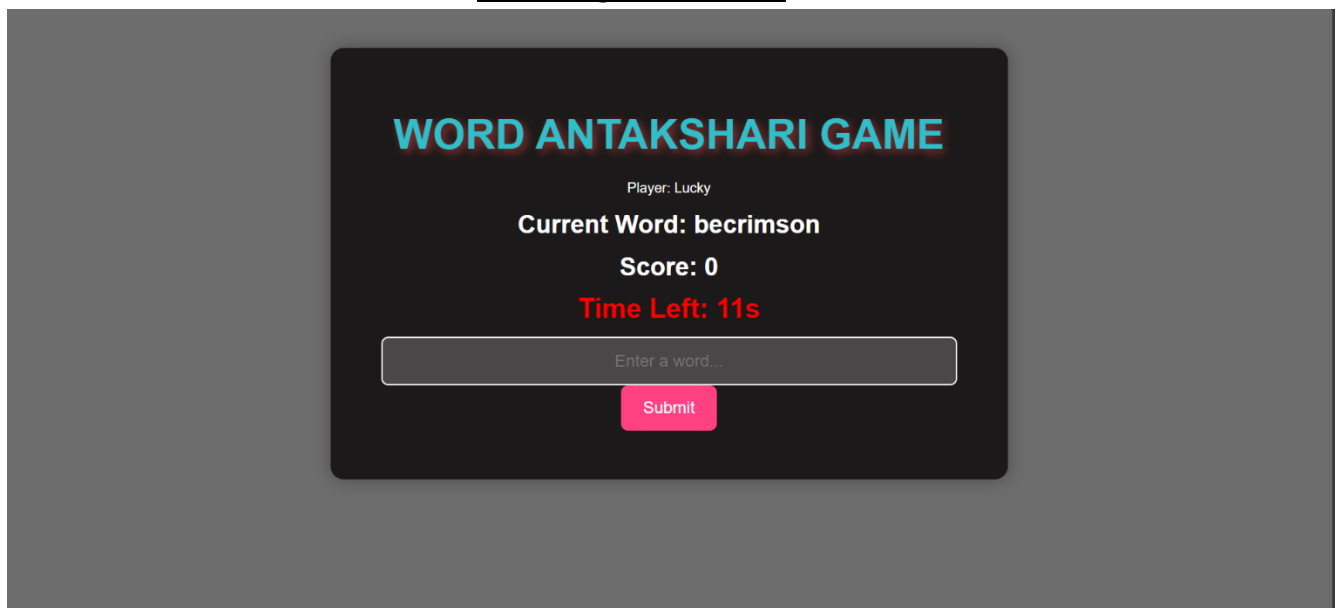 WORD ANTAKSHARI GAME
Player: Lucky
Current Word: becrimson
Score: 0
Time Left: 11s
Enter a word...
Submit